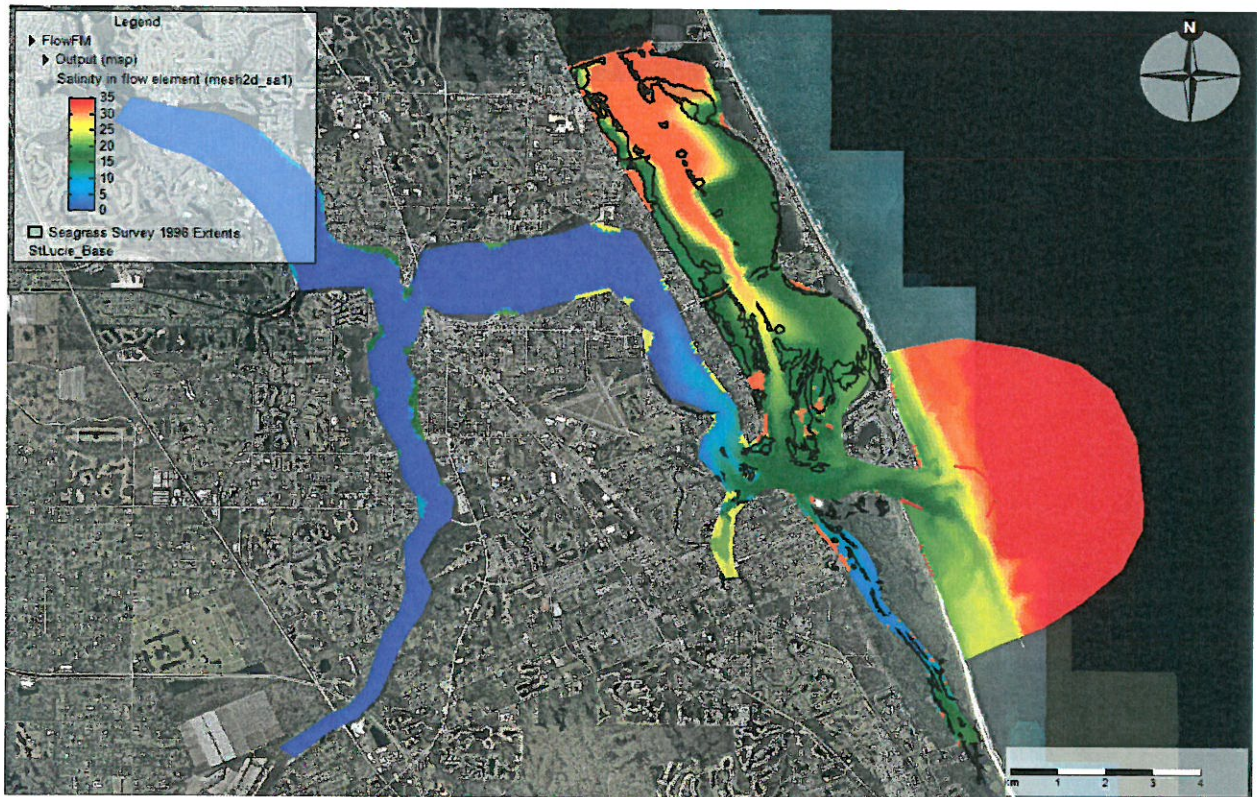 Legend
FlowFM
Output (map)
Salinity in flow element (mesh2d_sa1)
35
30
25
20
15
10
5
0
Seagrass Survey 1996 Extents
StLucie_Base
N
km 1 2 3 4